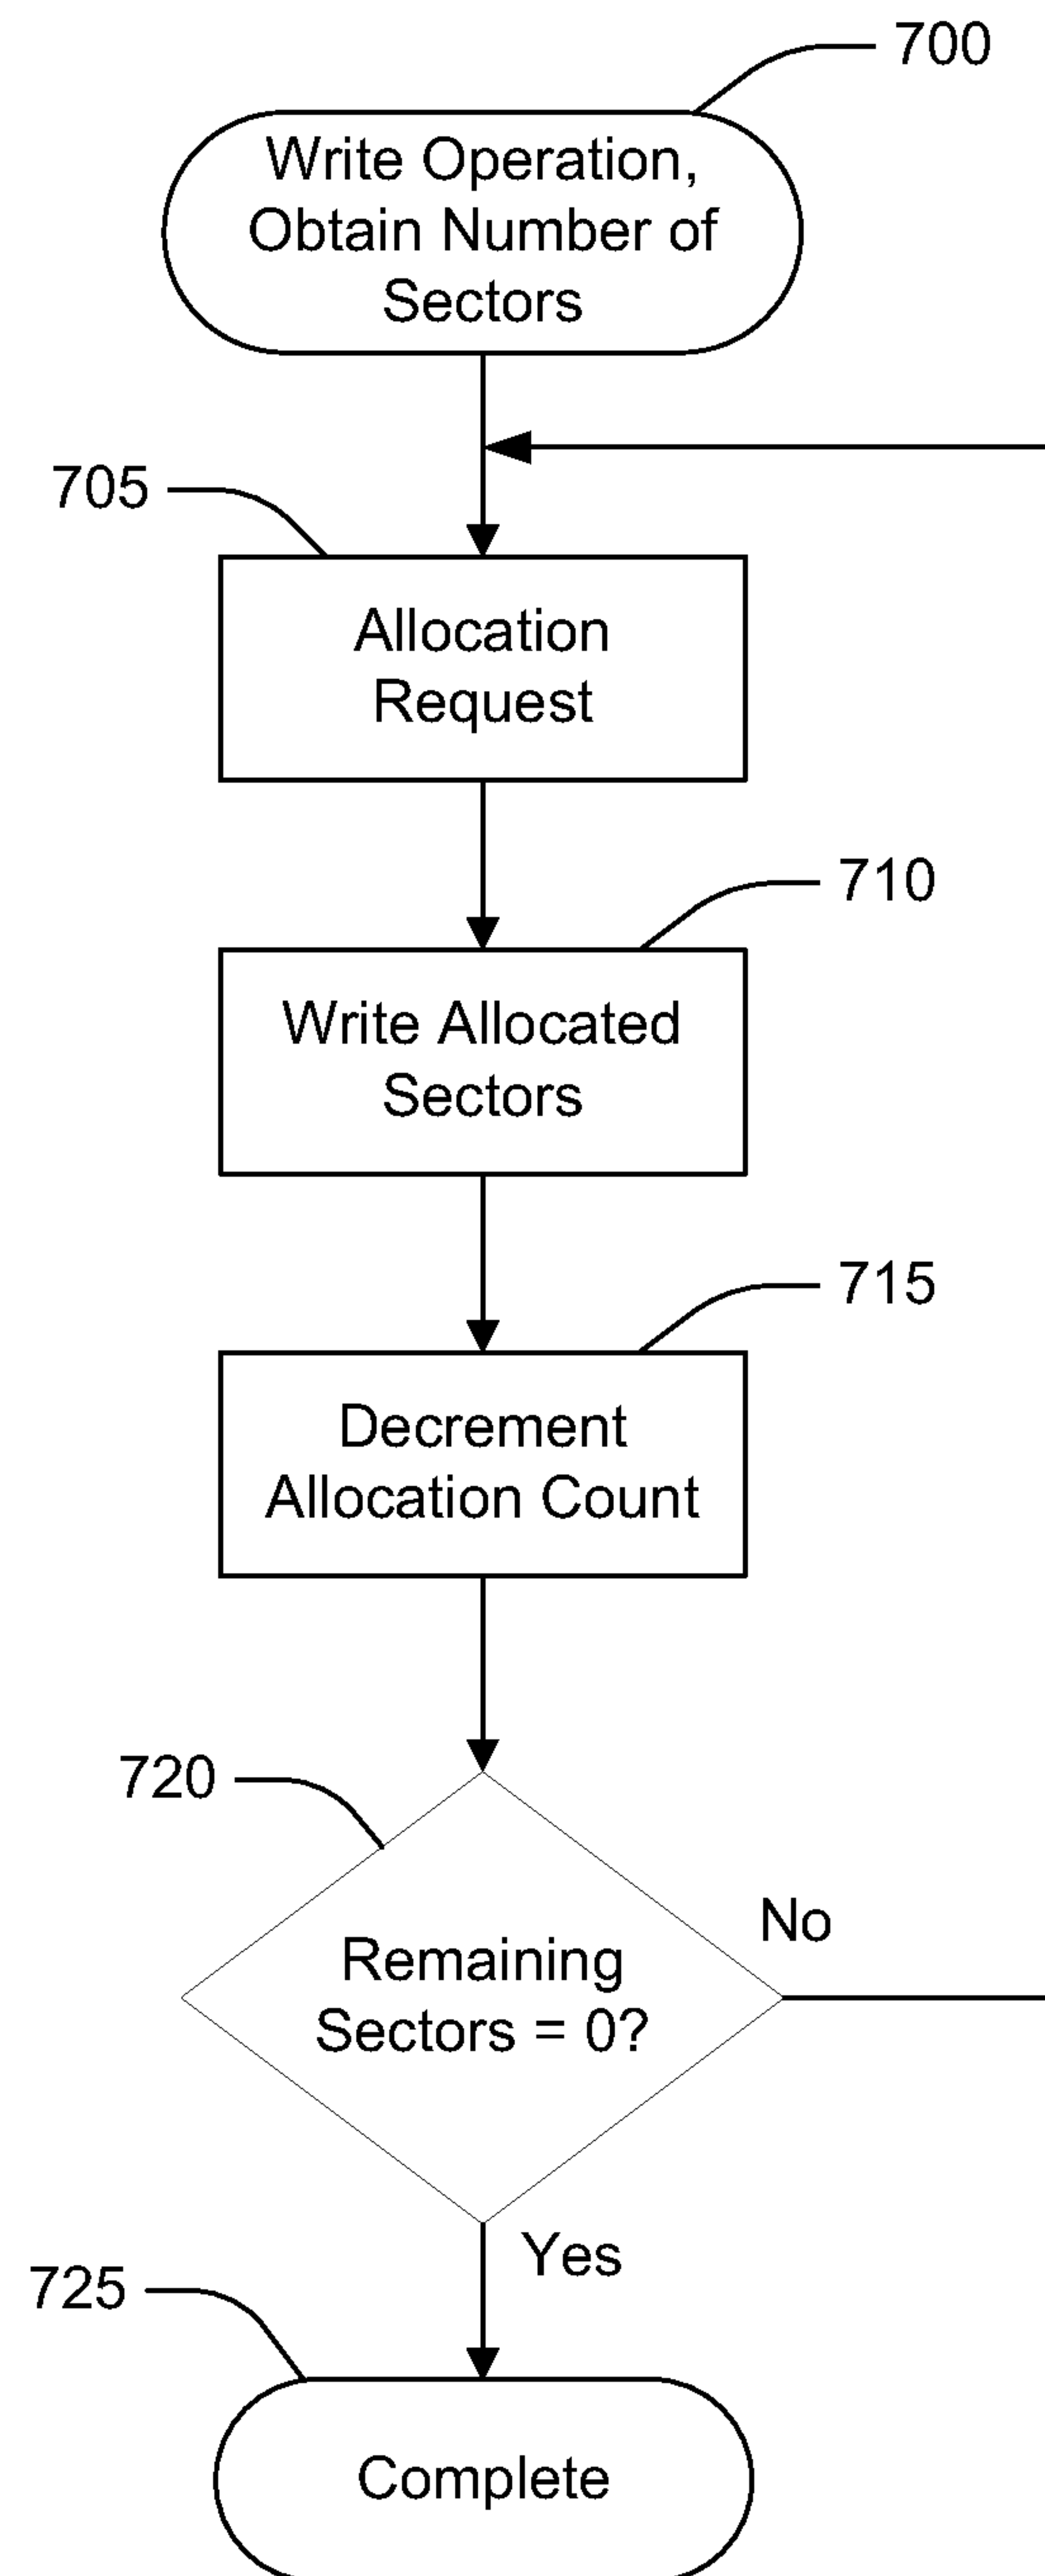 700
Write Operation,
Obtain Number of
Sectors
705
Allocation
Request
710
Write Allocated
Sectors
715
Decrement
Allocation Count
720
No
Remaining
Sectors = 0?
Yes
725
Complete